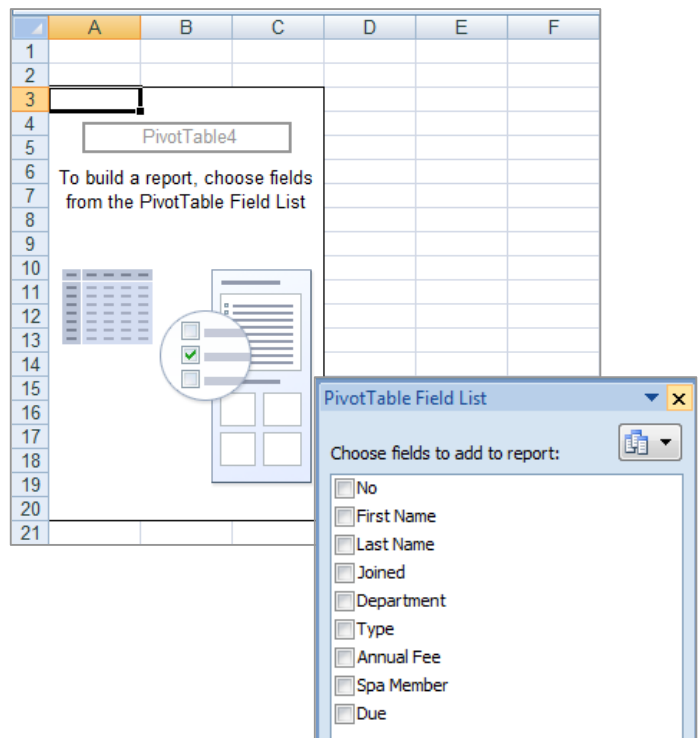 A B C D E F
1
2
3
4
PivotTable4
5
6
To build a report, choose fields
7
from the PivotTable Field List
8
9
10
11
12
13
14
15
16
17
18
19
20
21
PivotTable Field List
Choose fields to add to report:
No
First Name
Last Name
Joined
Department
Type
Annual Fee
Spa Member
Due